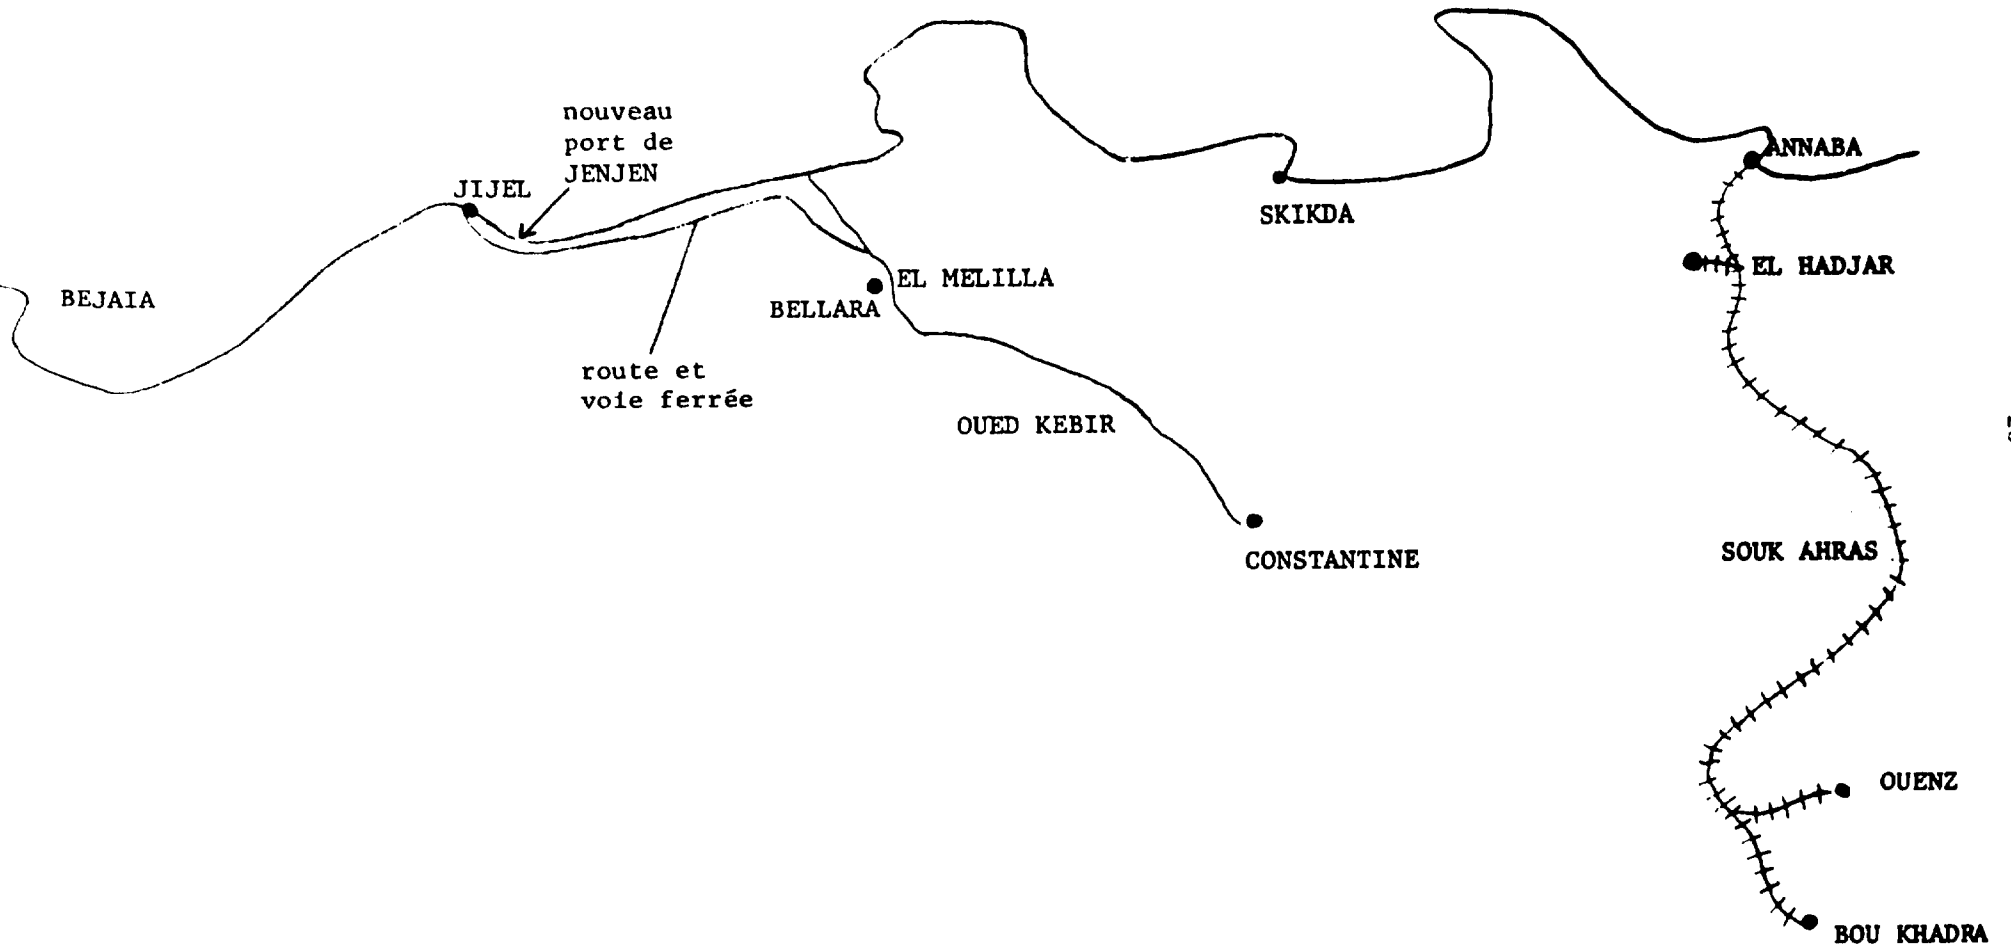 nouveau
port de
JENJEN
JIJEL
ANNABA
SKIKDA
EL HADJAR
BEJAIA
EL MELILLA
BELLARA
route et
voie ferrée
OUED KEBIR
SOUK AHRAS
CONSTANTINE
OUENZ
BOU KHADRA